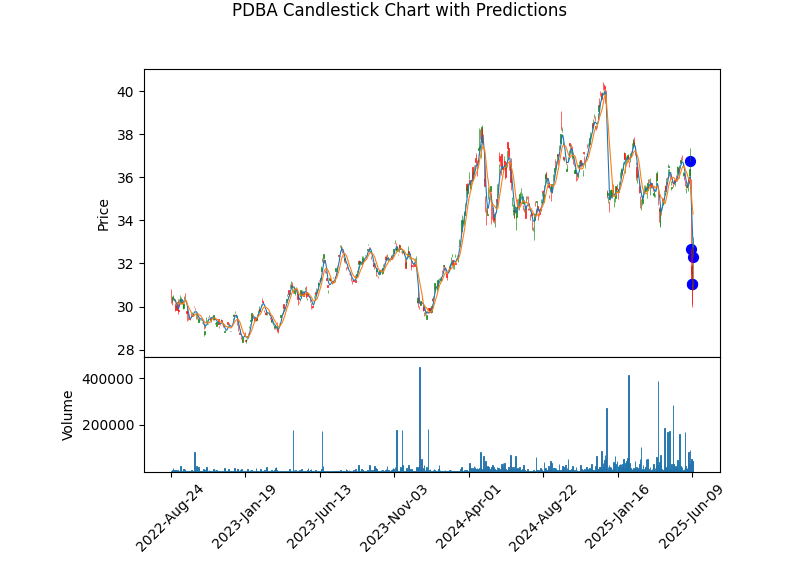 PDBA Candlestick Chart with Predictions
40
38
36
34
32
30
28
Price
400000
200000
Volume
2022-Aug-24
2023-Jan-19
2023-Jun-13
2023-Nov-03
2024-Apr-01
2024-Aug-22
2025-Jan-16
2025-Jun-09